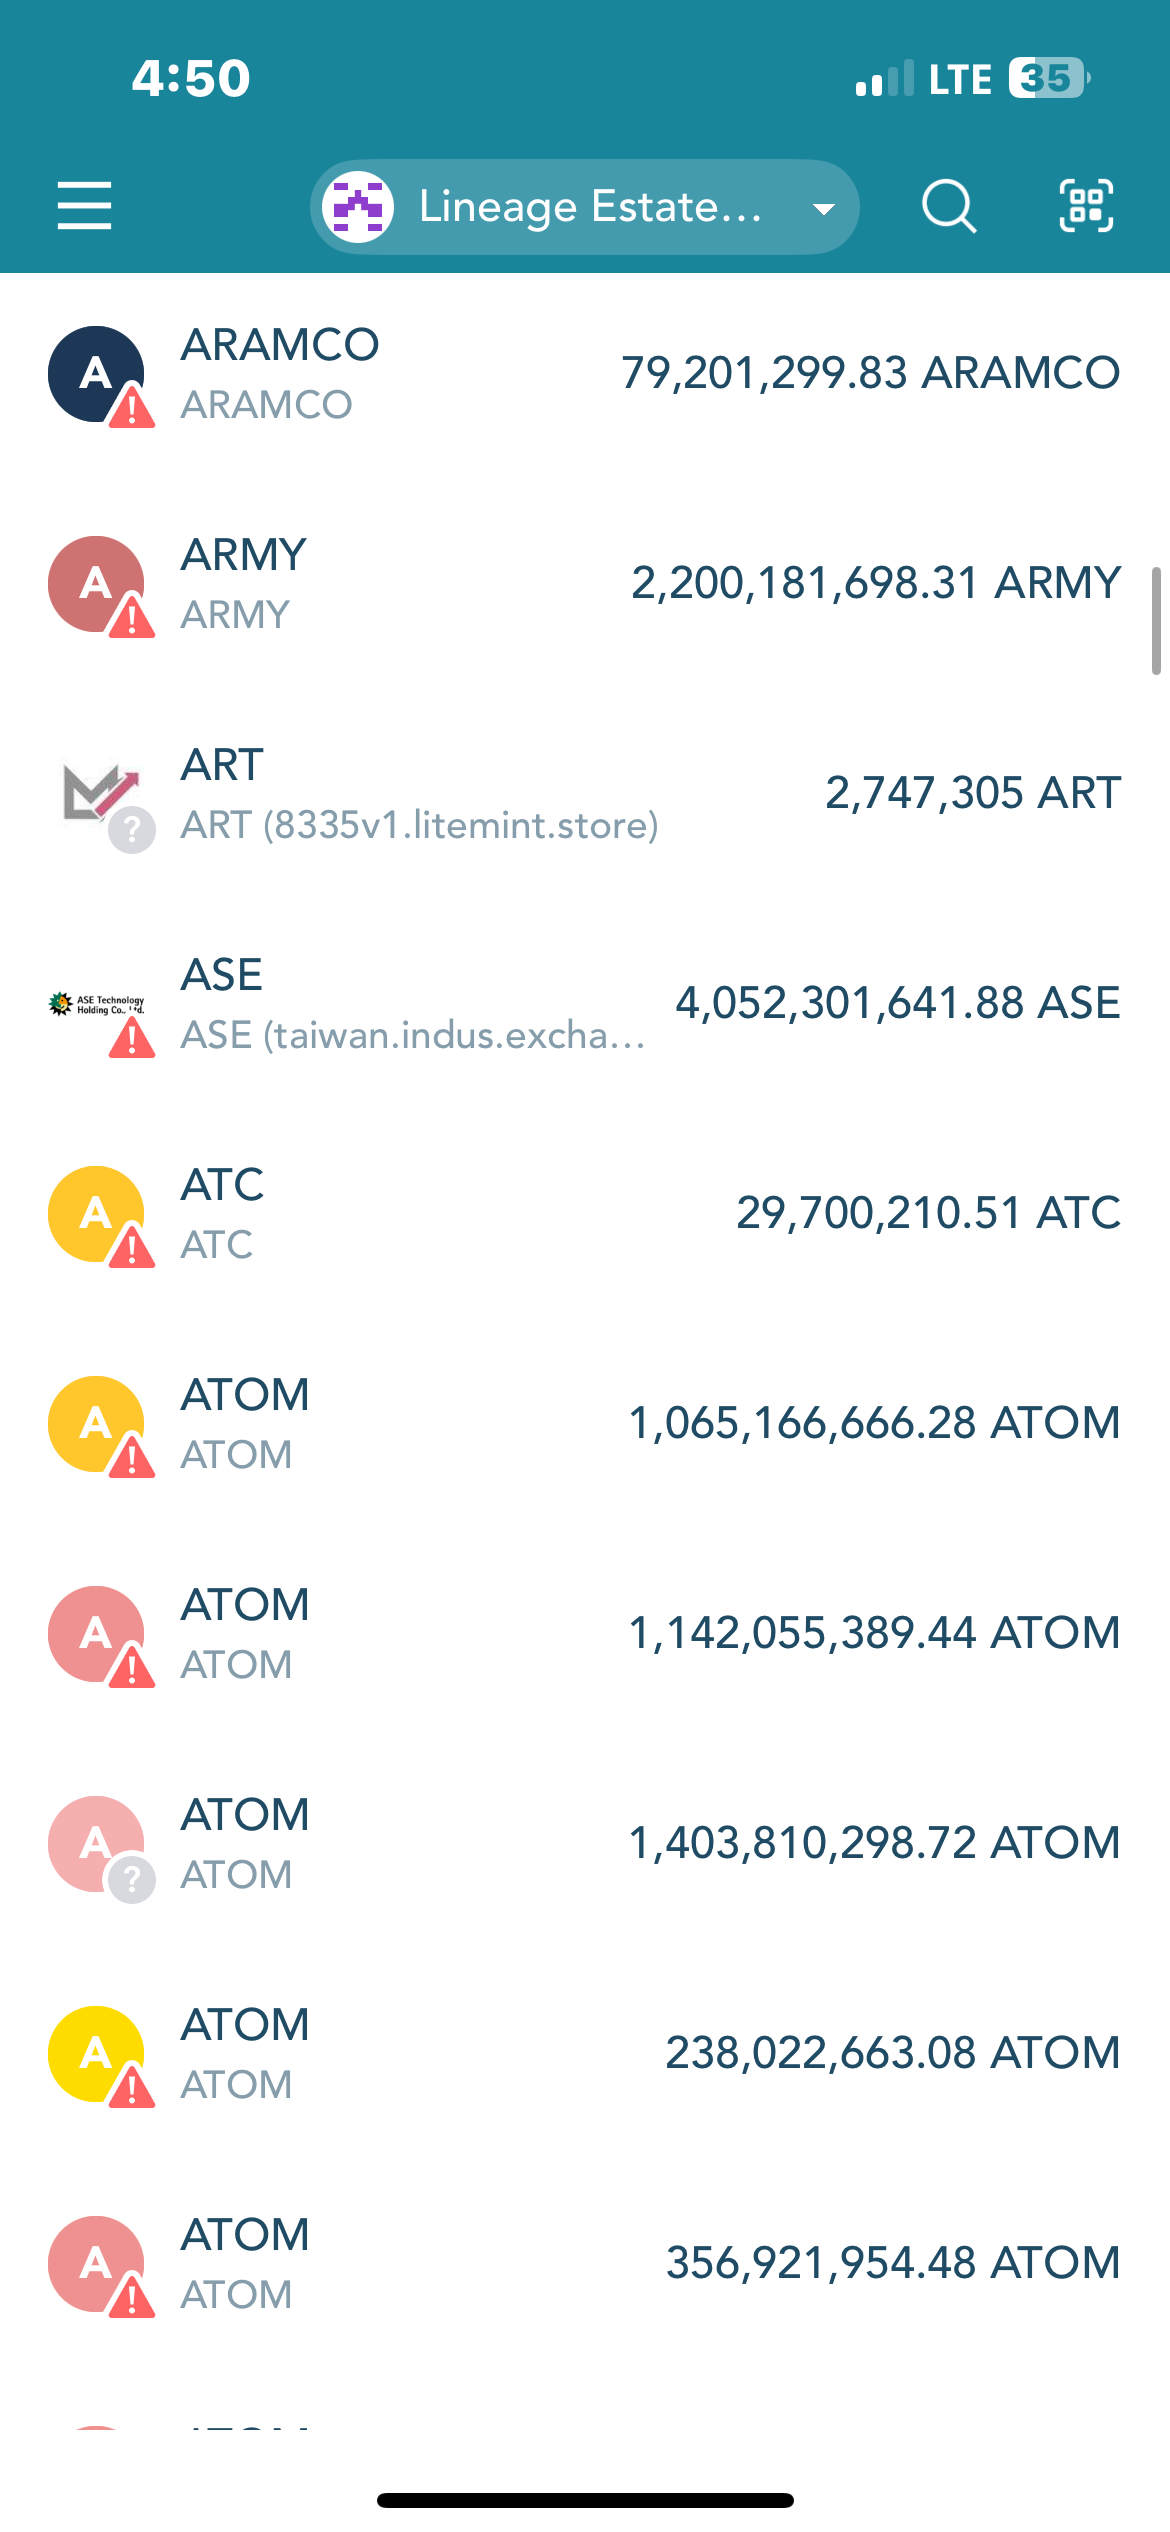 4:50
LTE 35
Lineage Estate...
A
ARAMCO
ARAMCO
79,201,299.83 ARAMCO
A
ARMY
ARMY
2,200,181,698.31 ARMY
ART
ART (8335v1.litemint.store)
2,747,305 ART
?
ASE Technology
Holding Co., Ltd.
ASE
ASE (taiwan.indus.excha...
4,052,301,641.88 ASE
A
ATC
ATC
29,700,210.51 ATC
A
ATOM
ATOM
1,065,166,666.28 ATOM
A
ATOM
ATOM
1,142,055,389.44 ATOM
A
?
ATOM
ATOM
1,403,810,298.72 ATOM
A
ATOM
ATOM
238,022,663.08 ATOM
A
ATOM
ATOM
356,921,954.48 ATOM